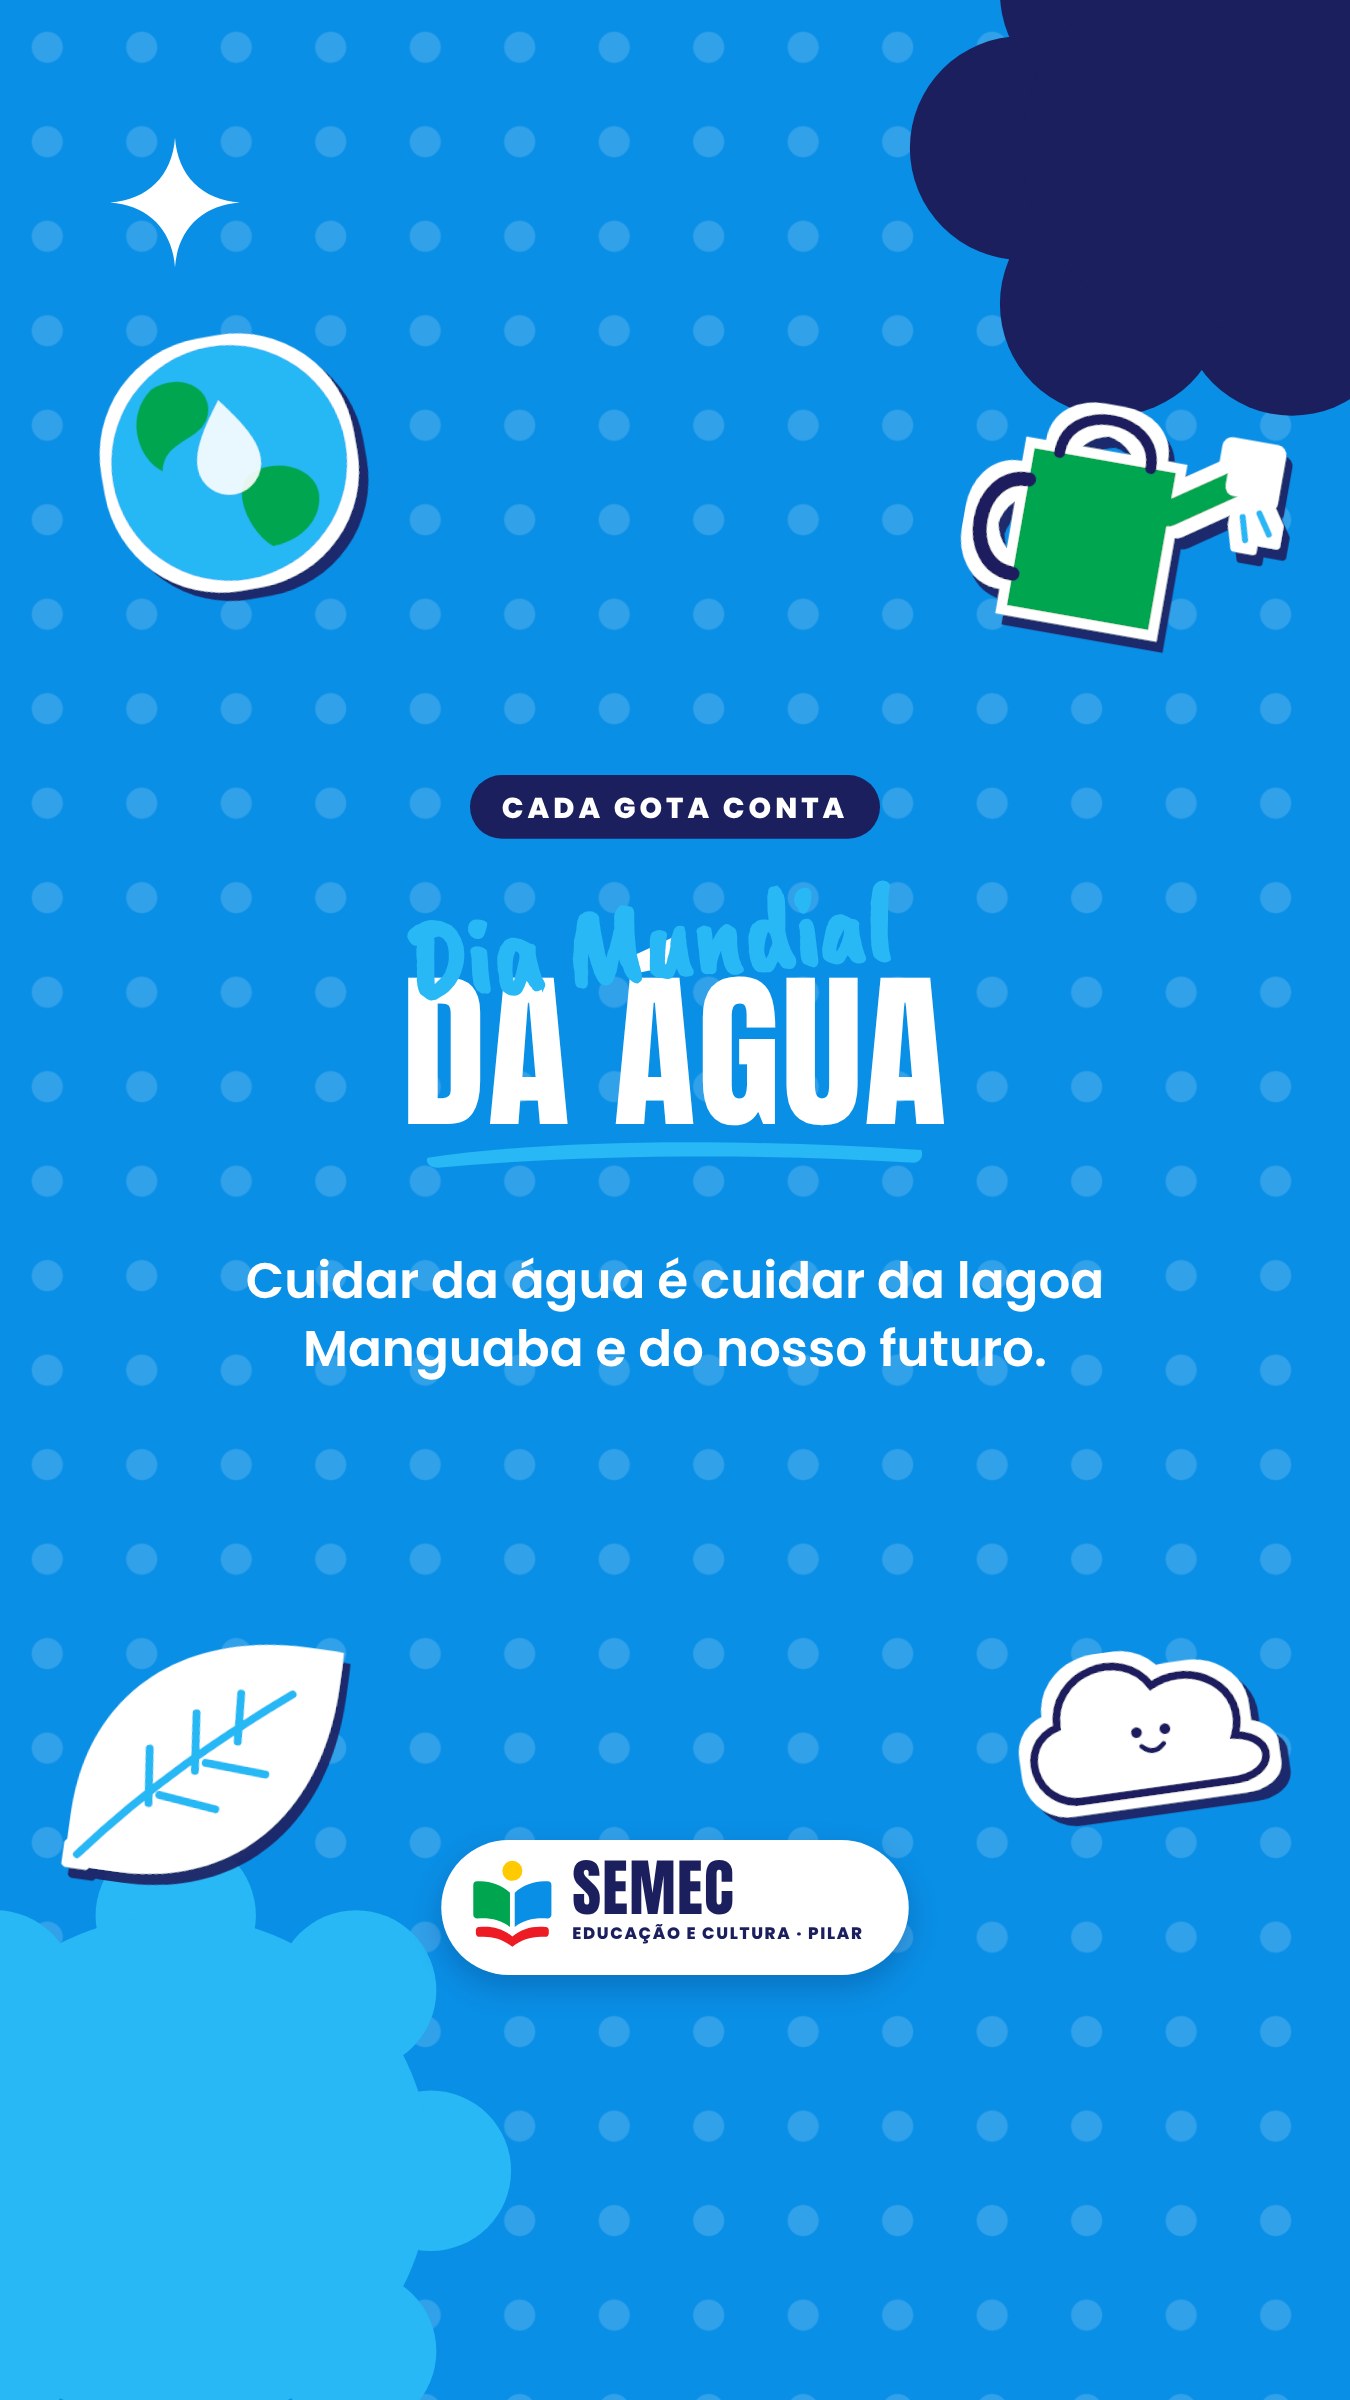 CADA GOTA CONTA
Dia Mundial
DA ÁGUA
Cuidar da água é cuidar da lagoa
Manguaba e do nosso futuro.
SEMEC
EDUCAÇÃO E CULTURA · PILAR